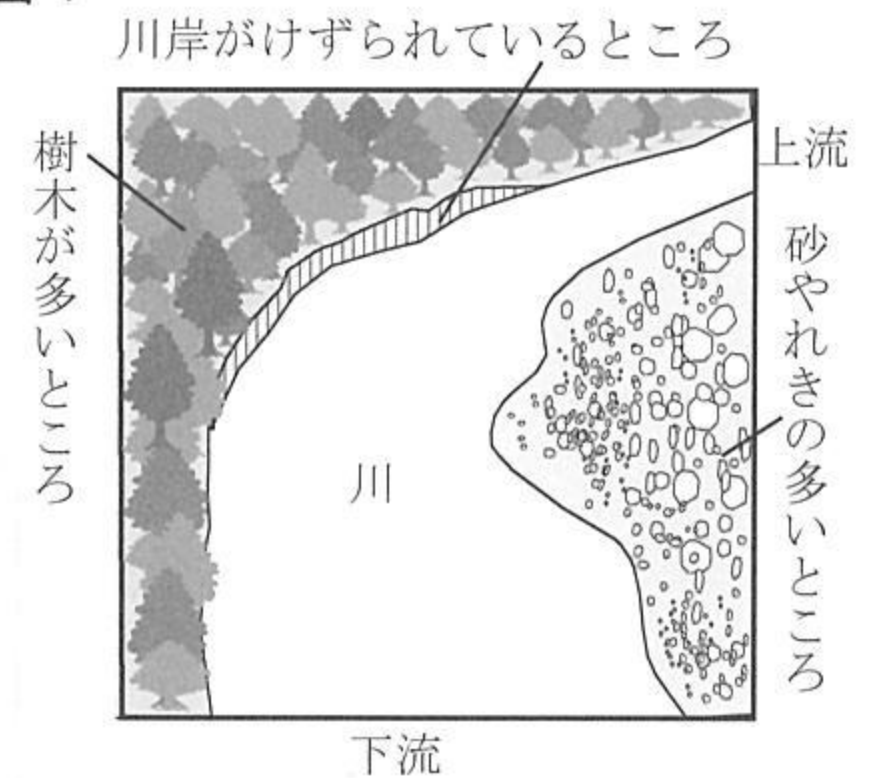 川岸がけずられているところ
樹木が多いところ
上流
砂やれきの多いところ
川
下流